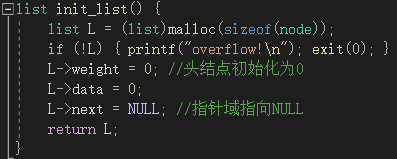 list init_list() {
list L = (list)malloc(sizeof(node));
if (!L) { printf("overflow!\n"); exit(0); }
L->weight = 0; //头结点初始化为0
L->data = 0;
L->next = NULL; //指针域指向NULL
return L;
}